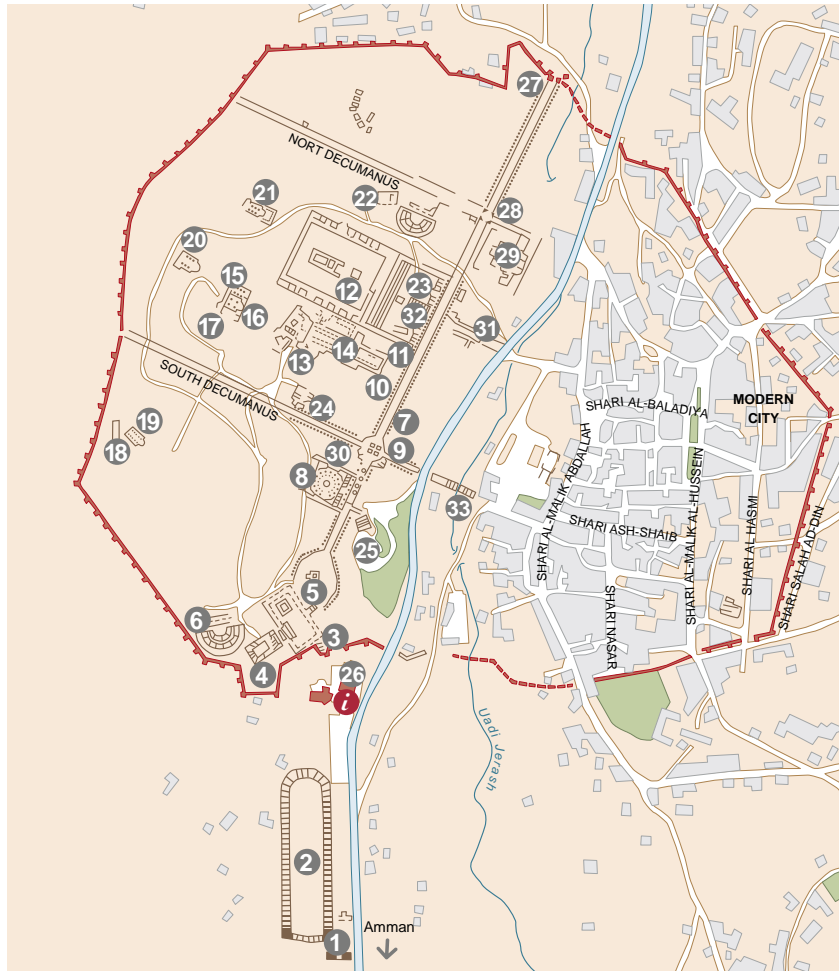 27
NORT DECUMANUS
21
22
28
20
29
15
23
12
16
32
17
31
14
11
13
10
SHARI AL-BALADIYA
MODERN
CITY
SOUTH DECUMANUS
24
7
19
18
30
9
8
33
SHARI AL-MALIK ABDALLAH
SHARI AL-MALIK AL-HUSSEIN
SHARI AL HASMI
SHARI SALAH AD-DIN
SHARI ASH-SHAIB
25
5
SHARI NASAR
6
3
4
26
i
Uadi Jerash
2
Amman
1